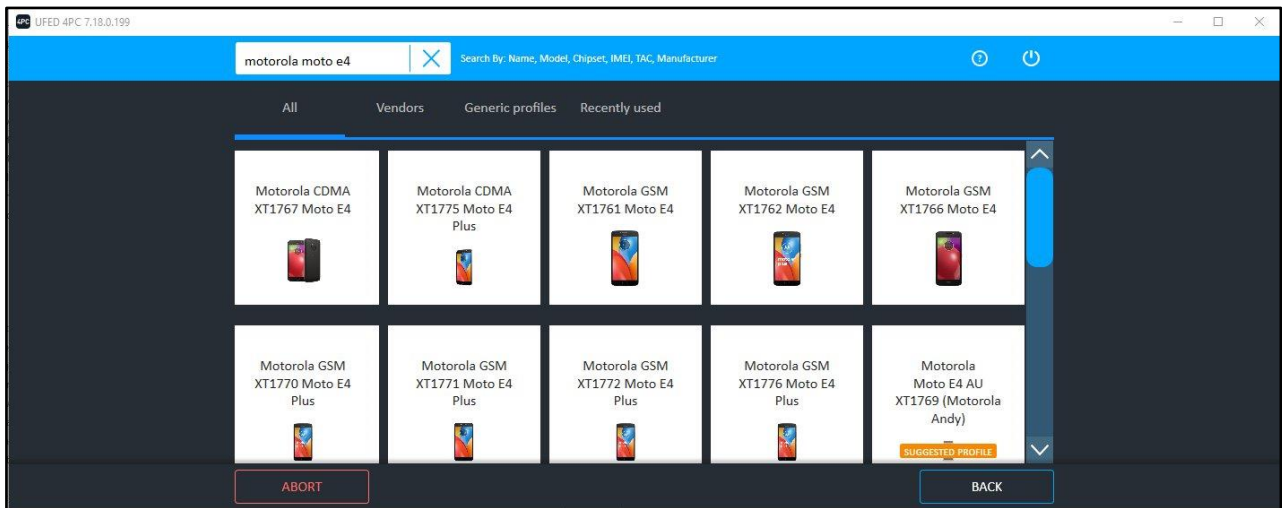 4PC UFED 4PC 7.18.0.199
motorola moto e4
Search By: Name, Model, Chipset, IMEI, TAC, Manufacturer
All Vendors Generic profiles Recently used
Motorola CDMA
XT1767 Moto E4
Motorola CDMA
XT1775 Moto E4
Plus
Motorola GSM
XT1761 Moto E4
Motorola GSM
XT1762 Moto E4
Motorola GSM
XT1766 Moto E4
Motorola GSM
XT1770 Moto E4
Plus
Motorola GSM
XT1771 Moto E4
Plus
Motorola GSM
XT1772 Moto E4
Plus
Motorola GSM
XT1776 Moto E4
Plus
Motorola
Moto E4 AU
XT1769 (Motorola
Andy)
SUGGESTED PROFILE
ABORT
BACK